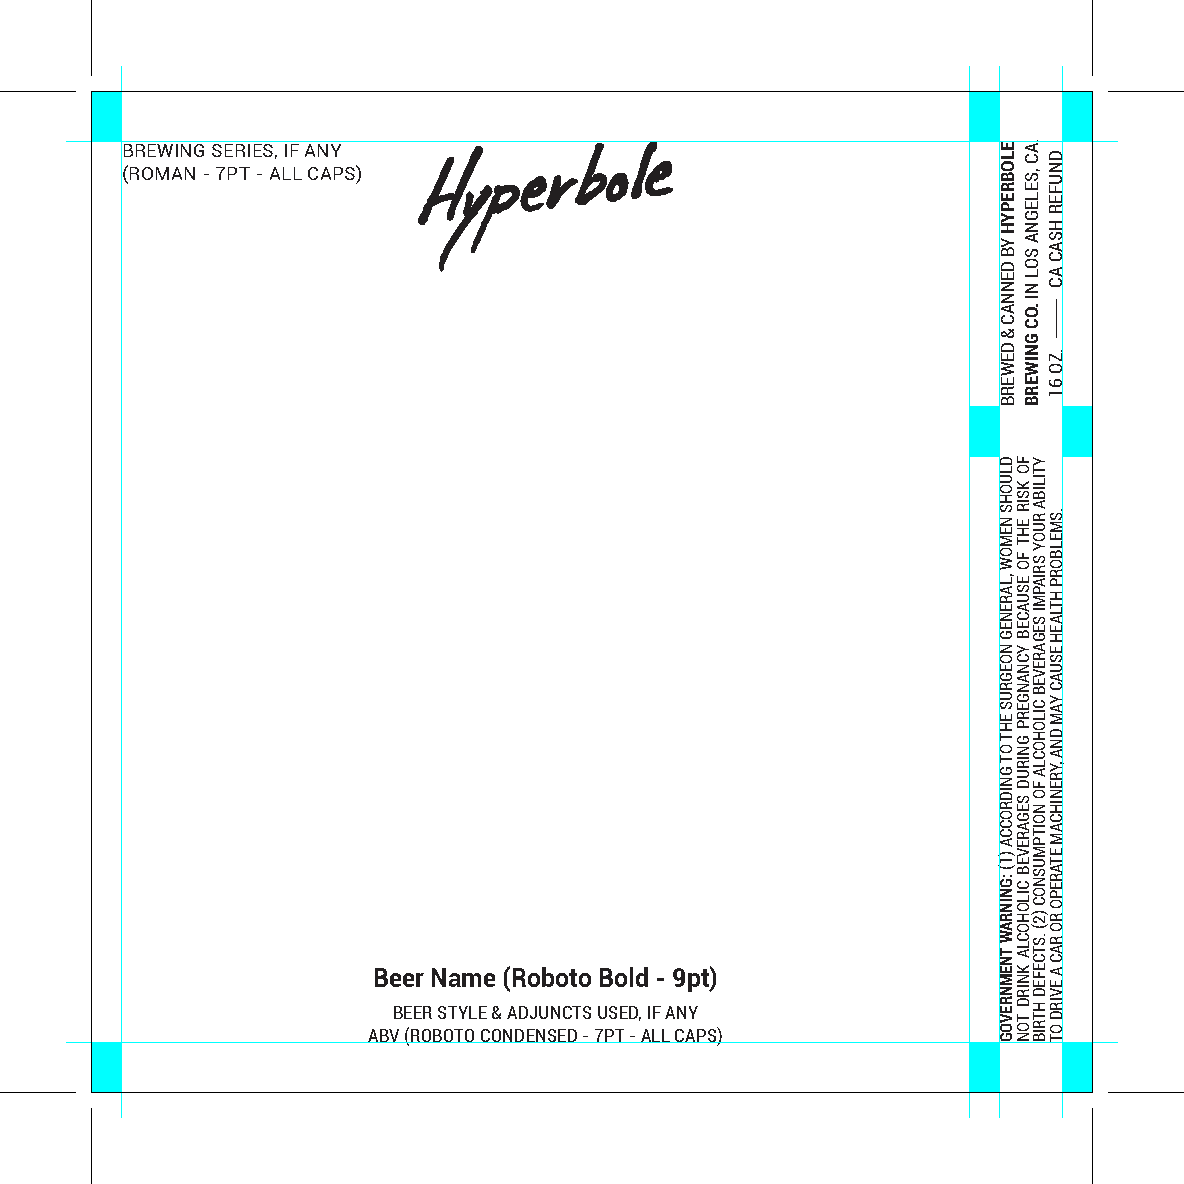 BREWING SERIES, IF ANY
(ROMAN - 7PT - ALL CAPS)
Hyperbole
Beer Name (Roboto Bold - 9pt)
BEER STYLE & ADJUNCTS USED, IF ANY
ABV (ROBOTO CONDENSED - 7PT - ALL CAPS)
BREWED & CANNED BY HYPERBOLE
BREWING CO. IN LOS ANGELES, CA.
16 OZ. —— CA CASH REFUND
GOVERNMENT WARNING: (1) ACCORDING TO THE SURGEON GENERAL, WOMEN SHOULD
NOT DRINK ALCOHOLIC BEVERAGES DURING PREGNANCY BECAUSE OF THE RISK OF
BIRTH DEFECTS. (2) CONSUMPTION OF ALCOHOLIC BEVERAGES IMPAIRS YOUR ABILITY
TO DRIVE A CAR OR OPERATE MACHINERY, AND MAY CAUSE HEALTH PROBLEMS.